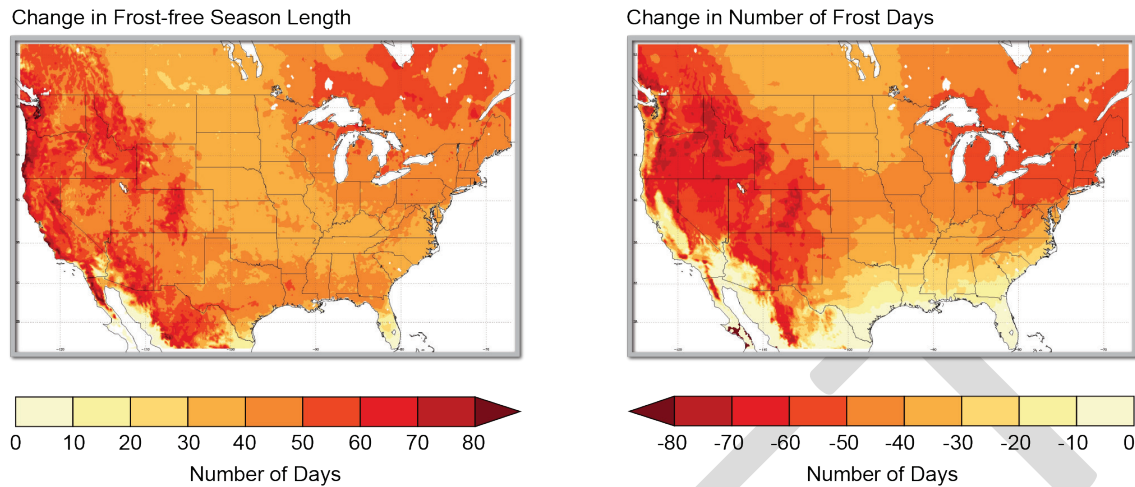 Change in Frost-free Season Length
Change in Number of Frost Days
0 10 20 30 40 50 60 70 80
Number of Days
-80 -70 -60 -50 -40 -30 -20 -10 0
Number of Days